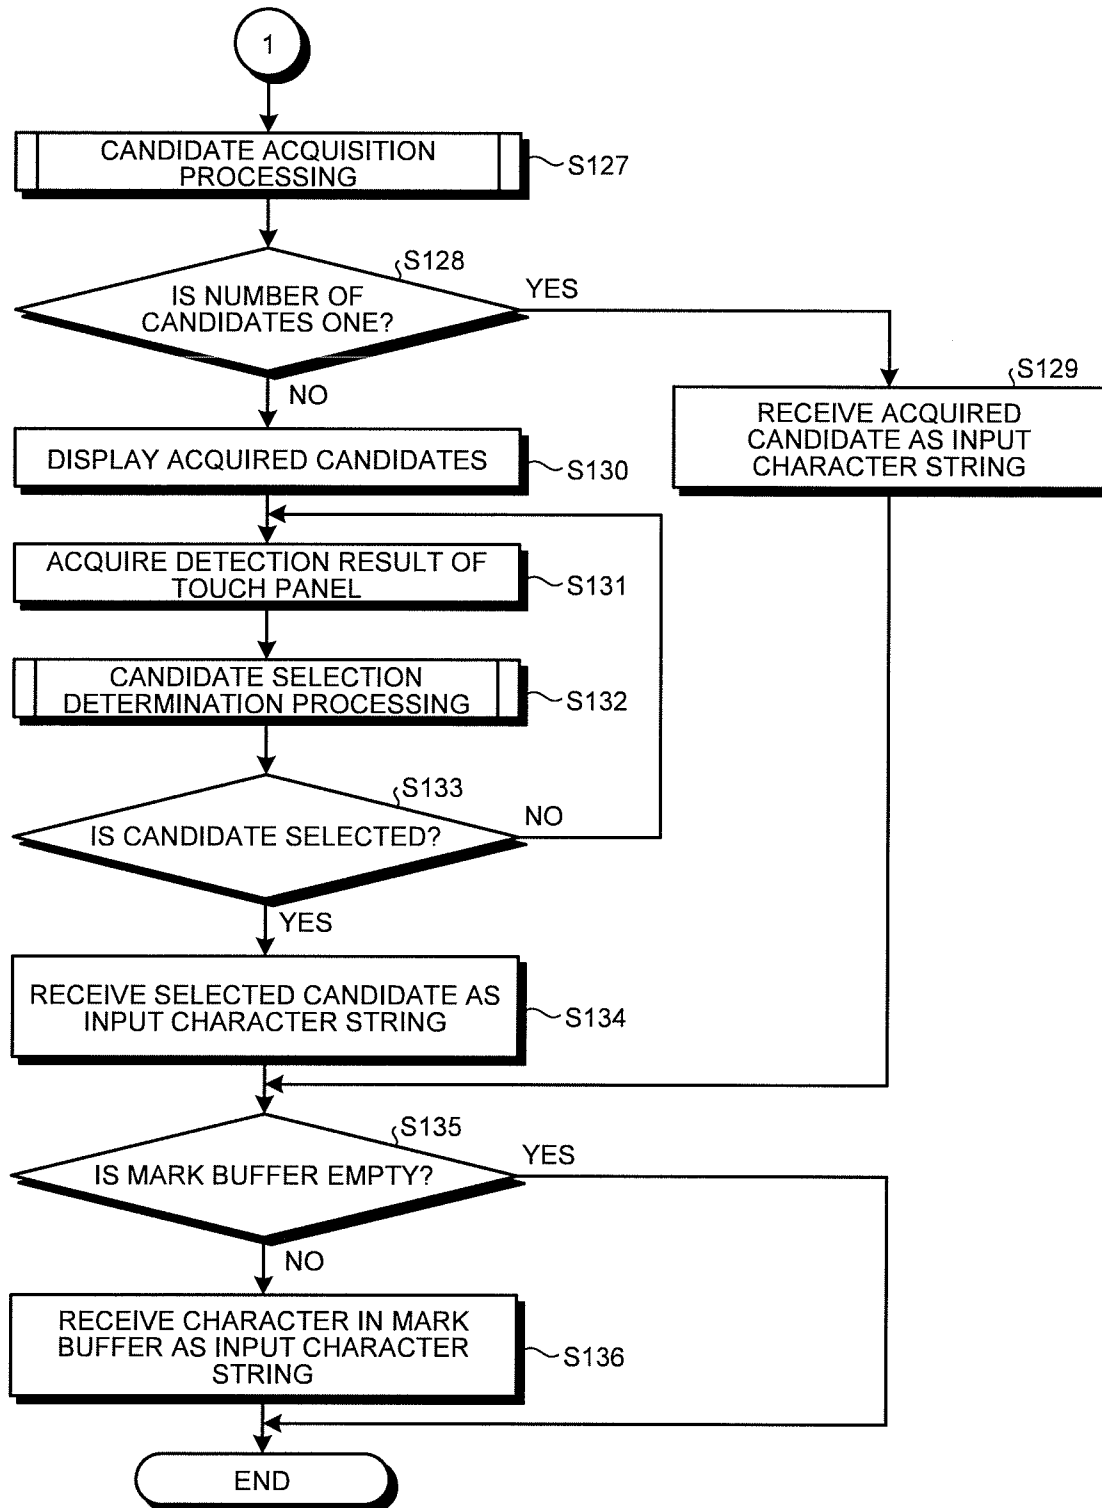 1
CANDIDATE ACQUISITION
PROCESSING
S127
S128
IS NUMBER OF
CANDIDATES ONE?
YES
NO
S129
RECEIVE ACQUIRED
CANDIDATE AS INPUT
CHARACTER STRING
DISPLAY ACQUIRED CANDIDATES
S130
ACQUIRE DETECTION RESULT OF
TOUCH PANEL
S131
CANDIDATE SELECTION
DETERMINATION PROCESSING
S132
S133
IS CANDIDATE SELECTED?
NO
YES
RECEIVE SELECTED CANDIDATE AS
INPUT CHARACTER STRING
S134
S135
IS MARK BUFFER EMPTY?
YES
NO
RECEIVE CHARACTER IN MARK
BUFFER AS INPUT CHARACTER
STRING
S136
END